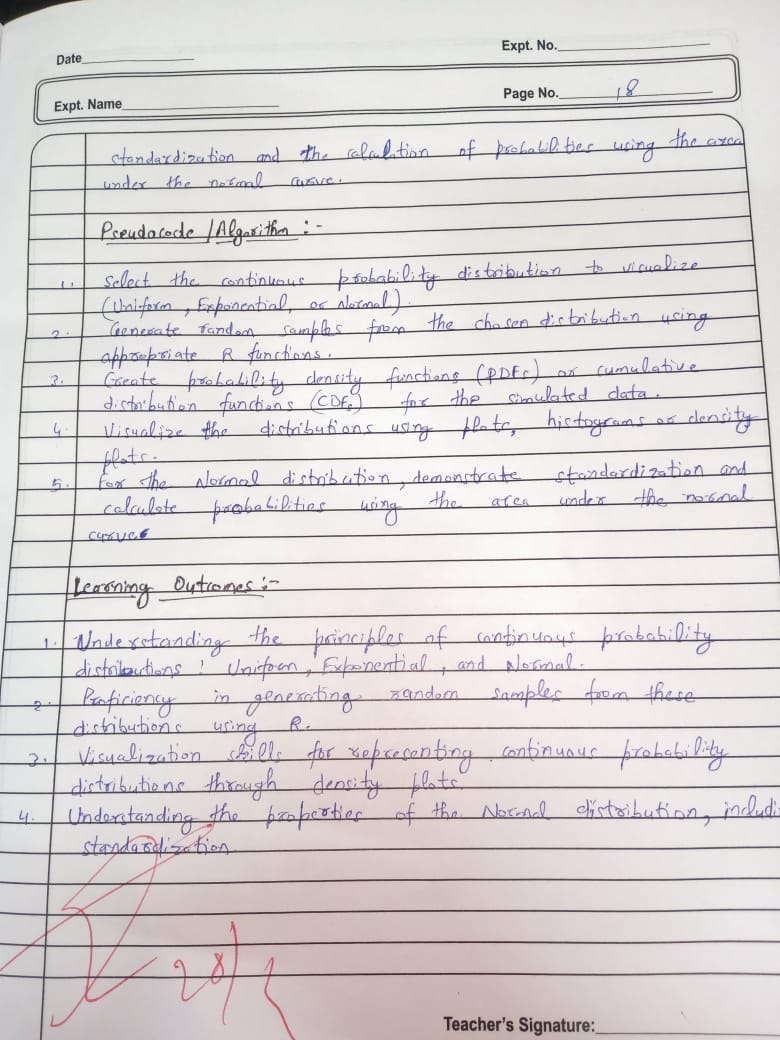 Expt. No.
Date
Page No. 18
Expt. Name
standardization and the calculation of probabilities using the area
under the normal curve.
Pseudocode / Algorithm :-
1. Select the continuous probability distribution to visualize
(Uniform, Exponential, or Normal).
2. Generate random samples from the chosen distribution using
appropriate R functions.
3. Create probability density functions (PDFs) or cumulative
distribution functions (CDFs) for the simulated data.
4. Visualize the distributions using plots, histograms or density
plots.
5. For the Normal distribution, demonstrate standardization and
calculate probabilities using the area under the normal
curve.
Learning Outcomes :-
1. Understanding the principles of continuous probability
distributions : Uniform, Exponential, and Normal.
2. Proficiency in generating random samples from these
distributions using R.
3. Visualization skills for representing continuous probability
distributions through density plots.
4. Understanding the properties of the Normal distribution, includi
standardization
Teacher's Signature: